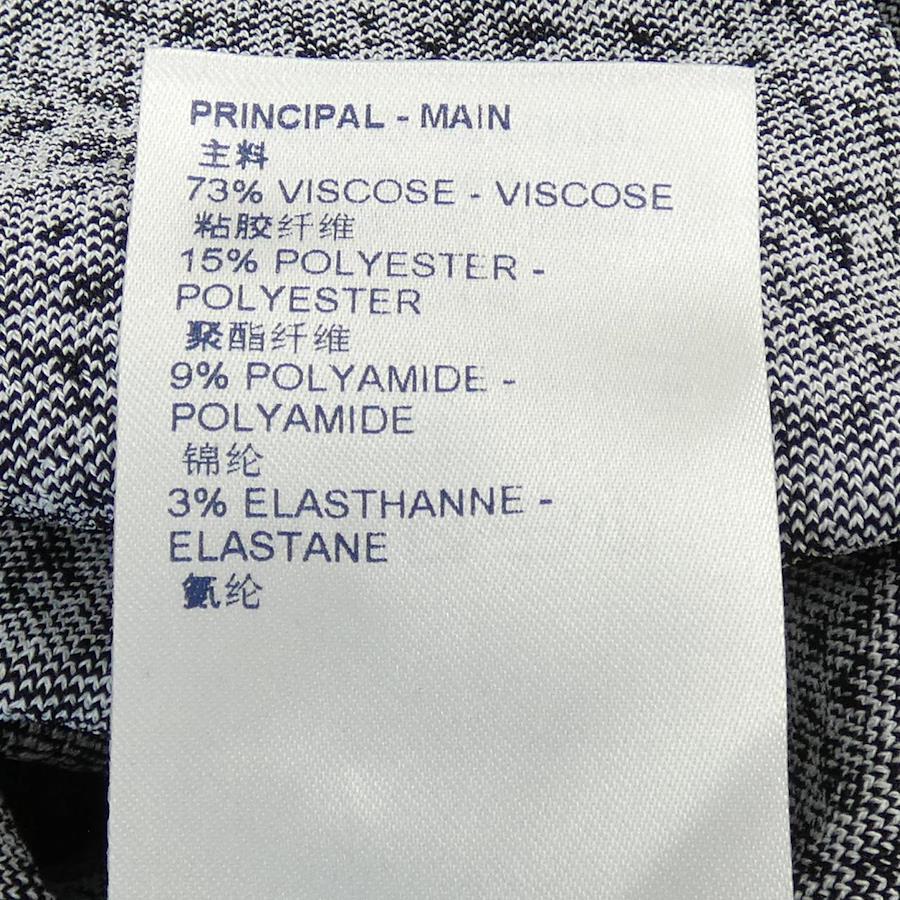 PRINCIPAL - MAIN
主料
73% VISCOSE - VISCOSE
粘胶纤维
15% POLYESTER -
POLYESTER
聚酯纤维
9% POLYAMIDE -
POLYAMIDE
锦纶
3% ELASTHANNE -
ELASTANE
氨纶